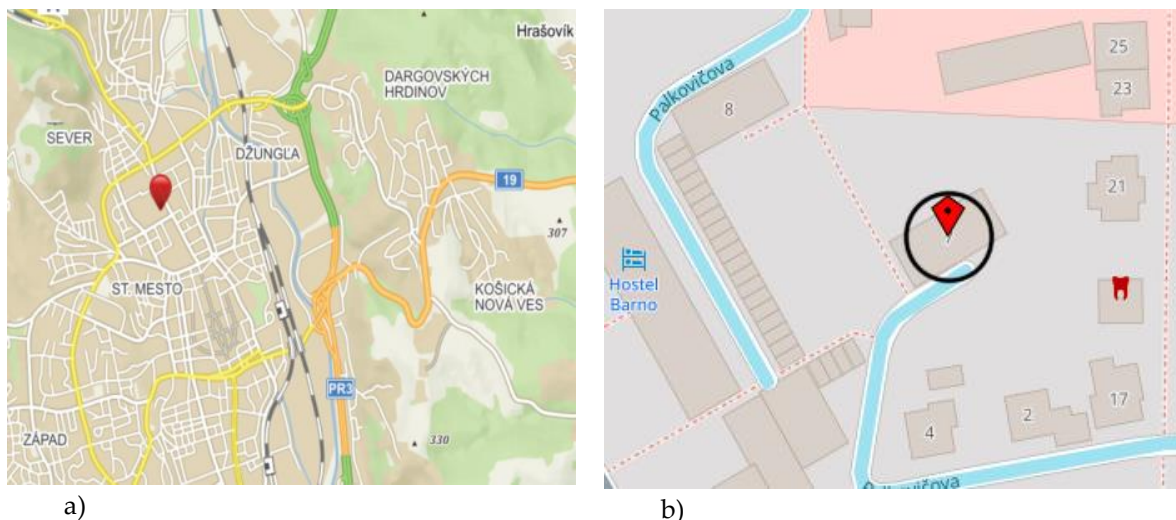 Hrašovík
DARGOVSKÝCH
HRDINOV
SEVER
DŽUNGĽA
19
307
ST. MESTO
KOŠICKÁ
NOVÁ VES
PR3
ZÁPAD
330
a)
Palkovičova
8
25
23
21
7
Hostel
Barno
2
17
4
Palkovičova
b)